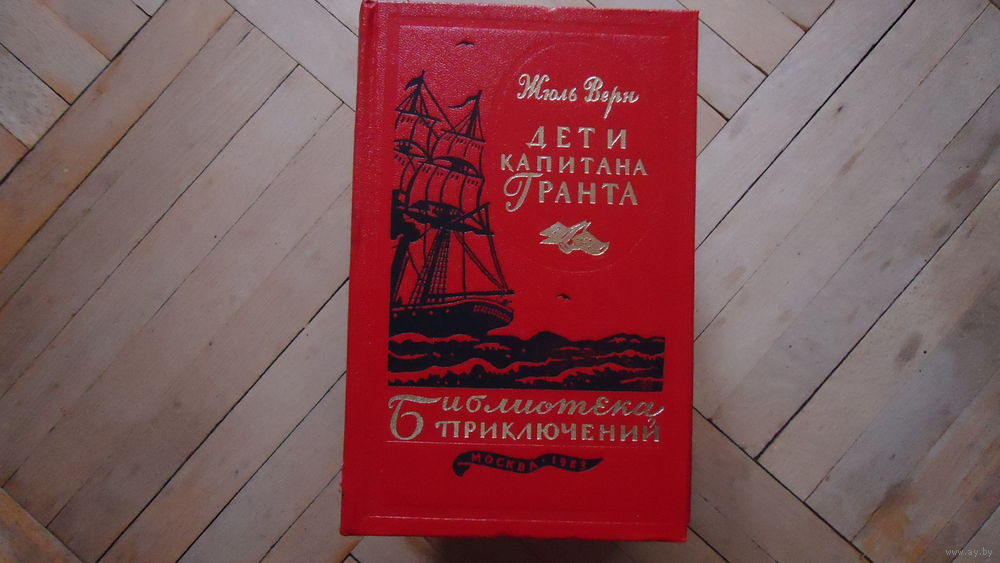 Жюль Верн
ДЕТИ
КАПИТАНА
ГРАНТА
Библиотека
ПРИКЛЮЧЕНИЙ
МОСКВА • 1983
www.ay.by